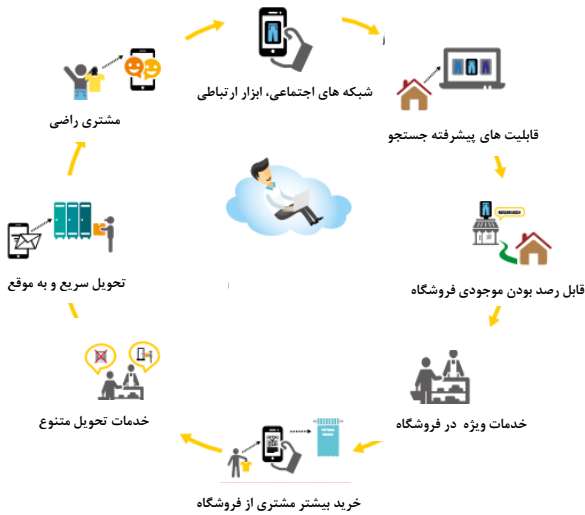 شبکه های اجتماعی، ابزار ارتباطی
قابلیت های پیشرفته جستجو
قابل رصد بودن موجودی فروشگاه
خدمات ویژه در فروشگاه
خرید بیشتر مشتری از فروشگاه
خدمات تحویل متنوع
تحویل سریع و به موقع
مشتری راضی